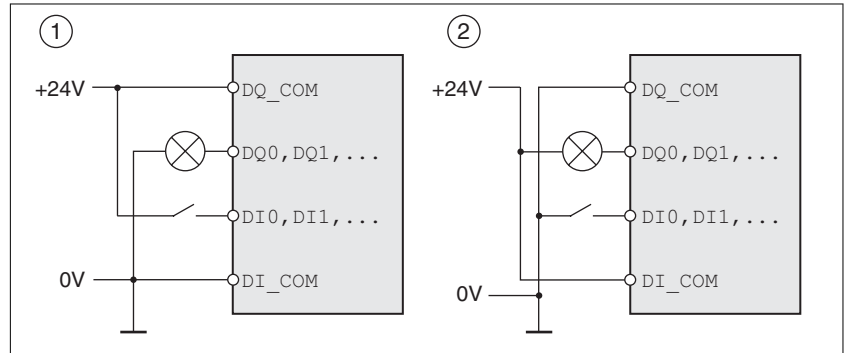 1
+24V
DQ_COM
DQ0,DQ1,...
DI0,DI1,...
0V
DI_COM
2
+24V
DQ_COM
DQ0,DQ1,...
DI0,DI1,...
DI_COM
0V